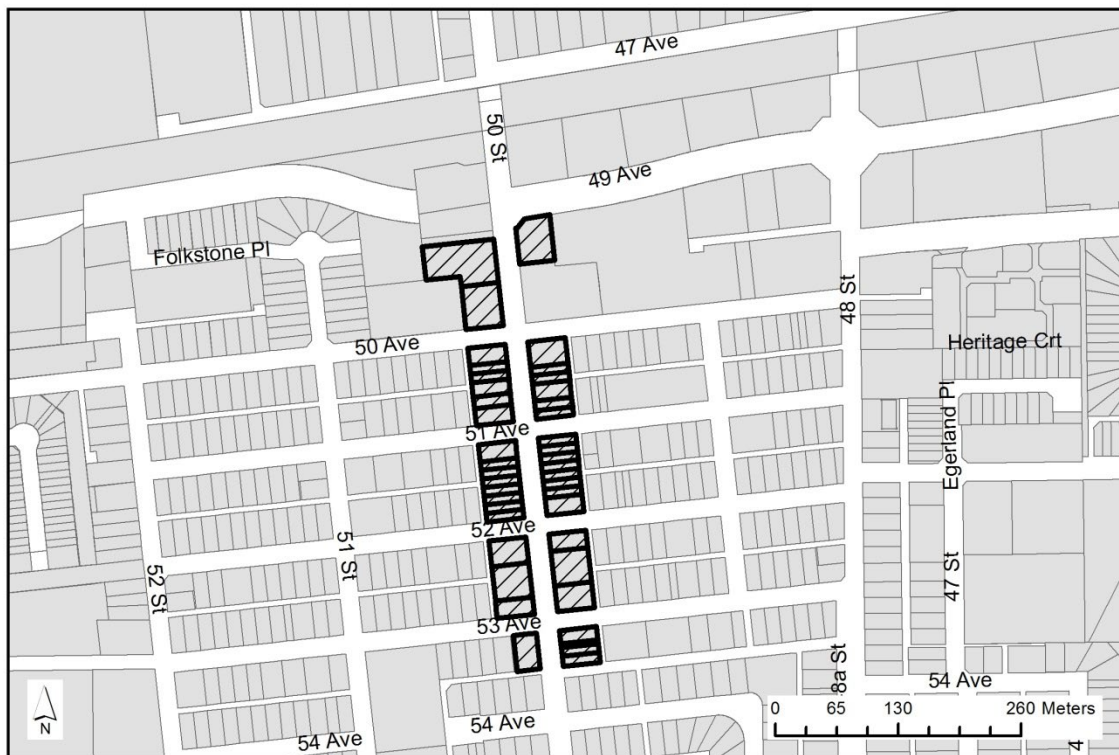 47 Ave
50 St
49 Ave
Folkstone Pl
48 St
50 Ave
Heritage Crt
Egerland Pl
51 Ave
52 Ave
51 St
52 St
47 St
53 Ave
8a St
54 Ave
54 Ave
54 Ave
4
0 65 130 260 Meters
N